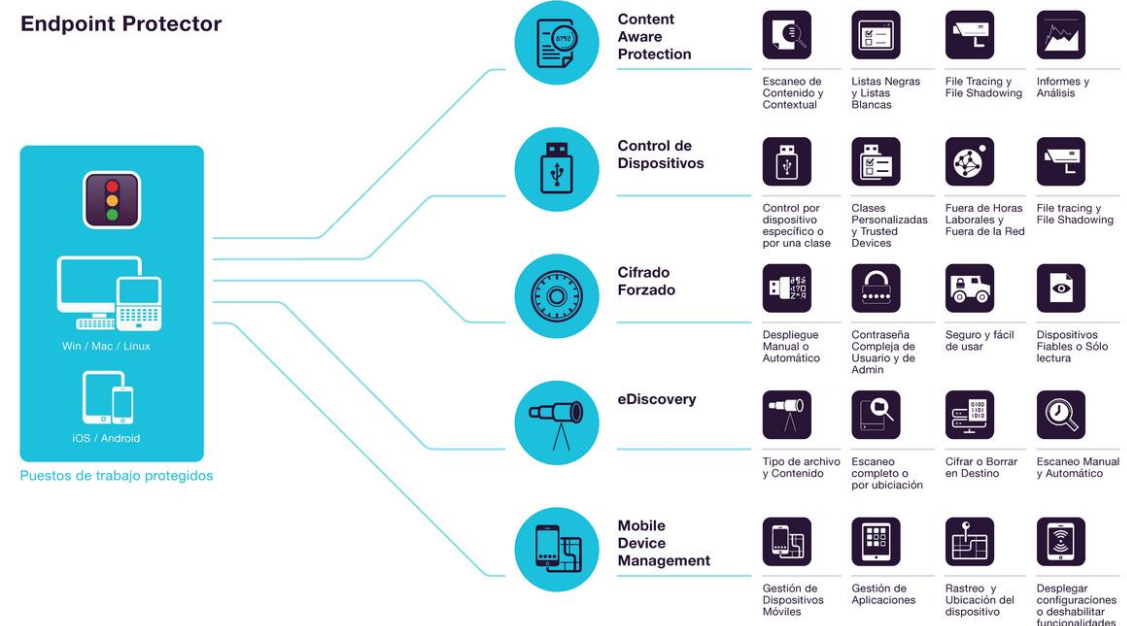 Endpoint Protector
Win / Mac / Linux
iOS / Android
Puestos de trabajo protegidos
Content
Aware
Protection
8792
Escaneo de
Contenido y
Contextual
Listas Negras
y Listas
Blancas
File Tracing y
File Shadowing
Informes y
Análisis
Control de
Dispositivos
Control por
dispositivo
específico o
por una clase
Clases
Personalizadas
y Trusted
Devices
Fuera de Horas
Laborales y
Fuera de la Red
File tracing y
File Shadowing
Cifrado
Forzado
Despliegue
Manual o
Automático
Contraseña
Compleja de
Usuario y de
Admin
Seguro y fácil
de usar
Dispositivos
Fiables o Sólo
lectura
eDiscovery
Tipo de archivo
y Contenido
Escaneo
completo o
por ubiciación
0100
1101
1010
Cifrar o Borrar
en Destino
Escaneo Manual
y Automático
Mobile
Device
Management
Gestión de
Dispositivos
Móviles
Gestión de
Aplicaciones
Rastreo y
Ubicación del
dispositivo
Desplegar
configuraciones
o deshabilitar
funcionalidades